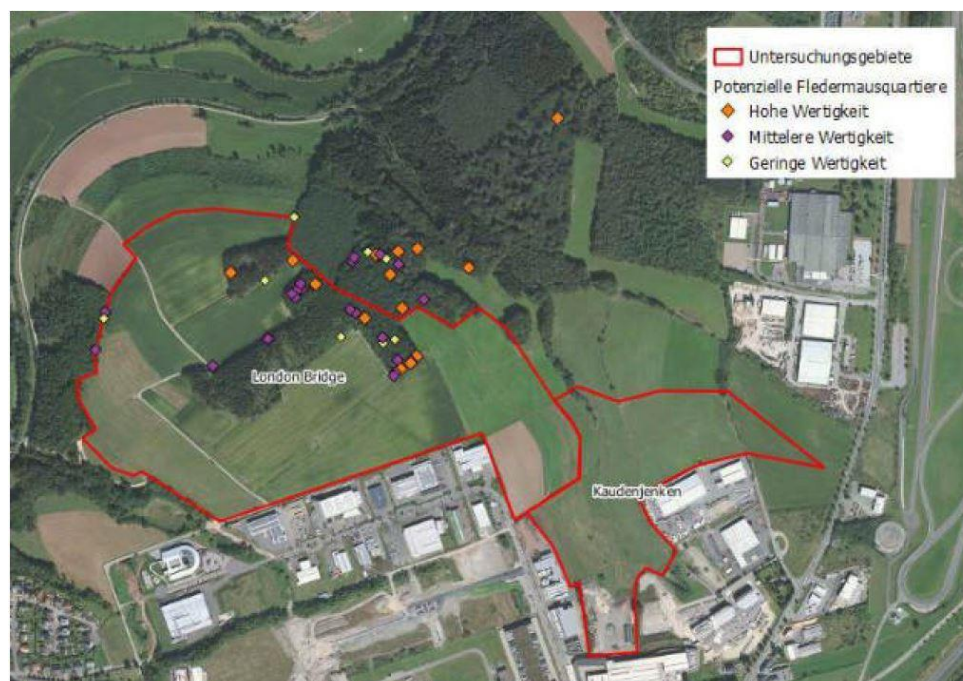 Untersuchungsgebiete
Potenzielle Fledermausquartiere
Hohe Wertigkeit
Mittelere Wertigkeit
Geringe Wertigkeit
London Bridge
Kaudenjenken